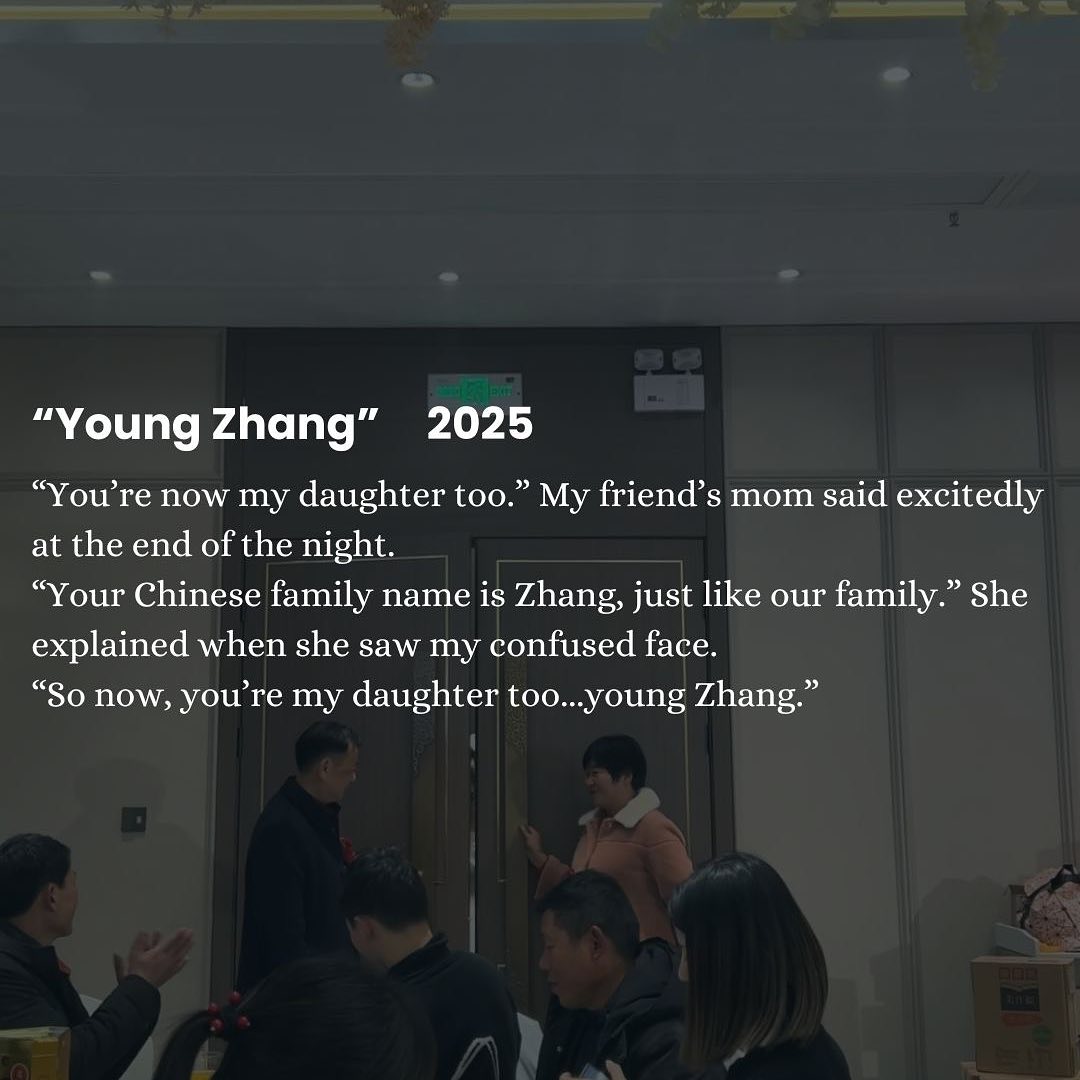 “Young Zhang” 2025
“You’re now my daughter too.” My friend’s mom said excitedly
at the end of the night.
“Your Chinese family name is Zhang, just like our family.” She
explained when she saw my confused face.
“So now, you’re my daughter too...young Zhang.”